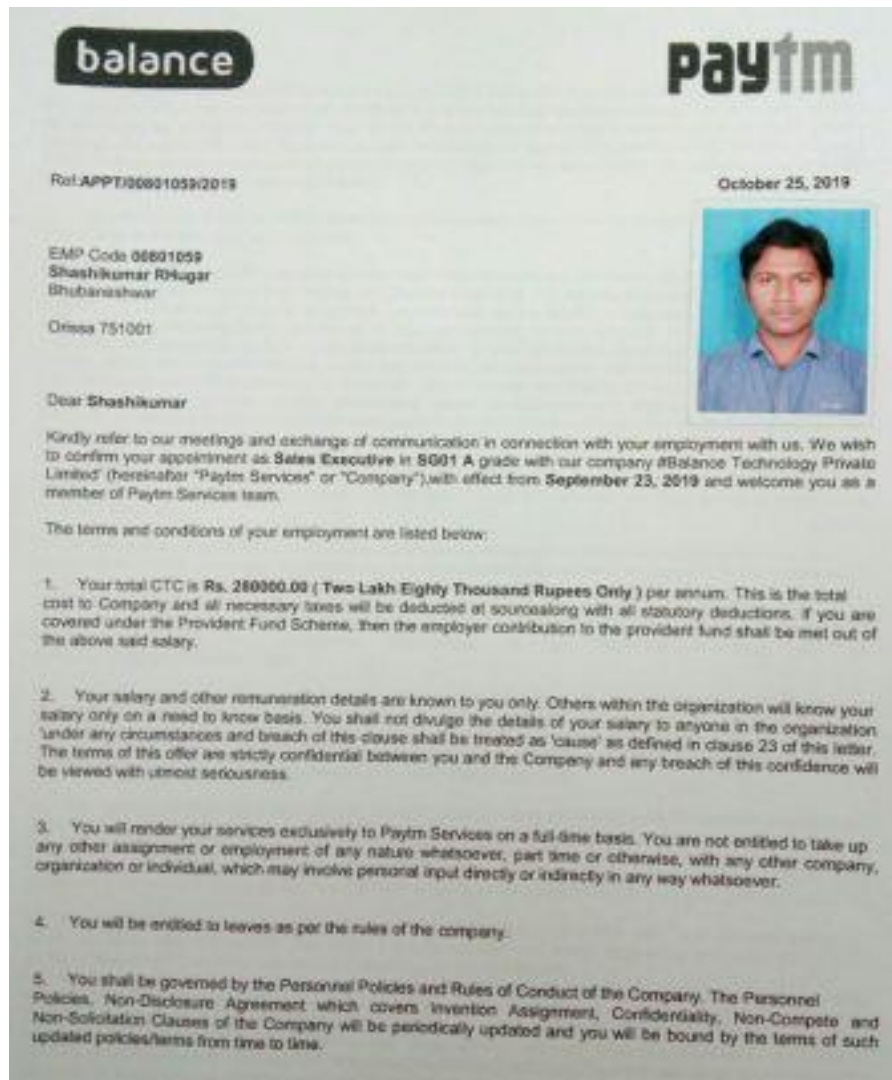 balance
paytm
Ref:APPT/00801059/2019
October 25, 2019
EMP Code 00801059
Shashikumar RHugar
Bhubaneshwar
Orissa 751001
Dear Shashikumar
Kindly refer to our meetings and exchange of communication in connection with your employment with us. We wish
to confirm your appointment as Sales Executive in SG01 A grade with our company #Balance Technology Private
Limited' (hereinafter "Paytm Services" or "Company"),with effect from September 23, 2019 and welcome you as a
member of Paytm Services team.
The terms and conditions of your employment are listed below:
1. Your total CTC is Rs. 280000.00 ( Two Lakh Eighty Thousand Rupees Only ) per annum. This is the total
cost to Company and all necessary taxes will be deducted at sourcealong with all statutory deductions. If you are
covered under the Provident Fund Scheme, then the employer contribution to the provident fund shall be met out of
the above said salary.
2. Your salary and other remuneration details are known to you only. Others within the organization will know your
salary only on a need to know basis. You shall not divulge the details of your salary to anyone in the organization
'under any circumstances and breach of this clause shall be treated as 'cause' as defined in clause 23 of this letter.
The terms of this offer are strictly confidential between you and the Company and any breach of this confidence will
be viewed with utmost seriousness.
3. You will render your services exclusively to Paytm Services on a full-time basis. You are not entitled to take up
any other assignment or employment of any nature whatsoever, part time or otherwise, with any other company,
organization or individual, which may involve personal input directly or indirectly in any way whatsoever.
4. You will be entitled to leaves as per the rules of the company.
5. You shall be governed by the Personnel Policies and Rules of Conduct of the Company. The Personnel
Policies, Non-Disclosure Agreement which covers Invention Assignment, Confidentiality, Non-Compete and
Non-Solicitation Clauses of the Company will be periodically updated and you will be bound by the terms of such
updated policies/terms from time to time.